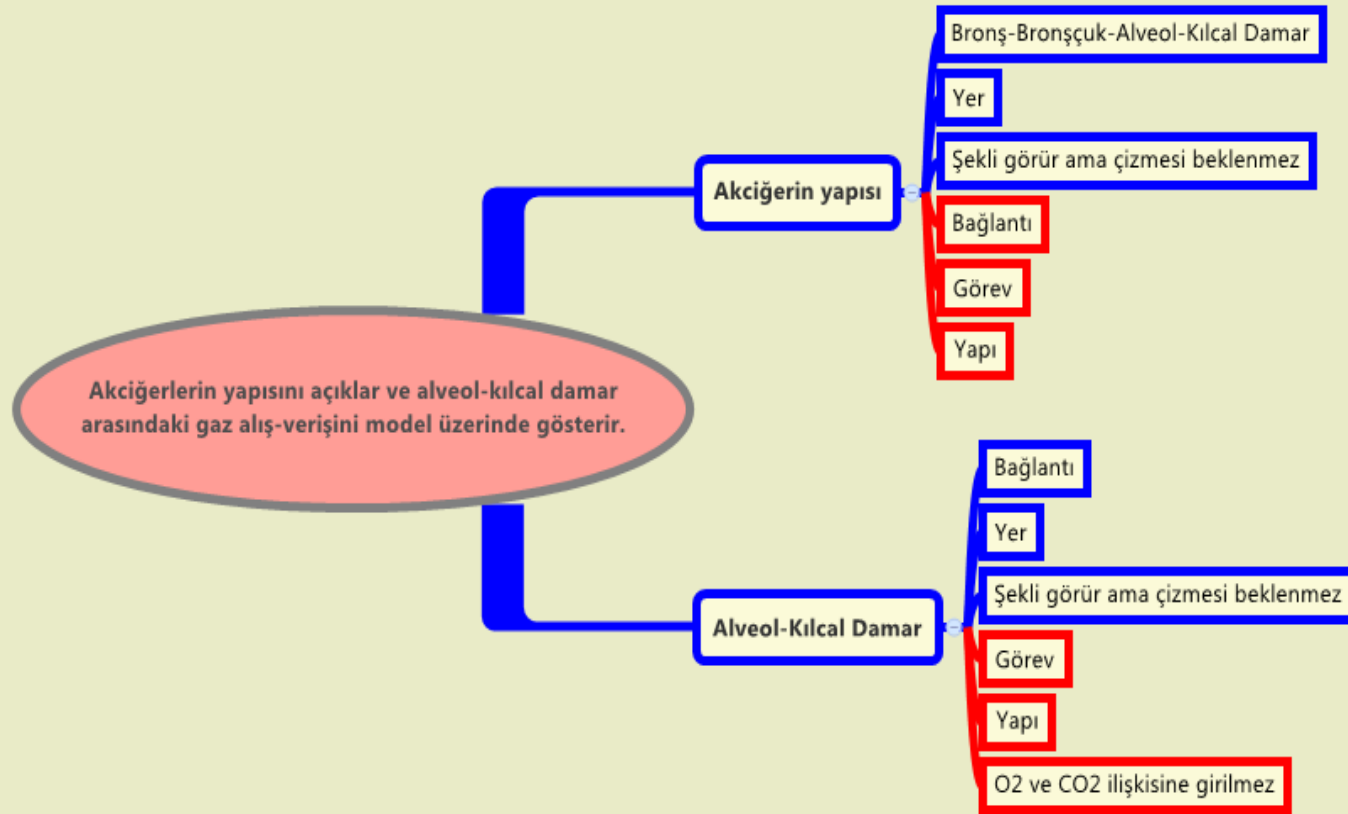 Akciğerlerin yapısını açıklar ve alveol-kılcal damar
arasındaki gaz alış-verişini model üzerinde gösterir.
Akciğerin yapısı
Bronş-Bronşçuk-Alveol-Kılcal Damar
Yer
Şekli görür ama çizmesi beklenmez
Bağlantı
Görev
Yapı
Alveol-Kılcal Damar
Bağlantı
Yer
Şekli görür ama çizmesi beklenmez
Görev
Yapı
O2 ve CO2 ilişkisine girilmez